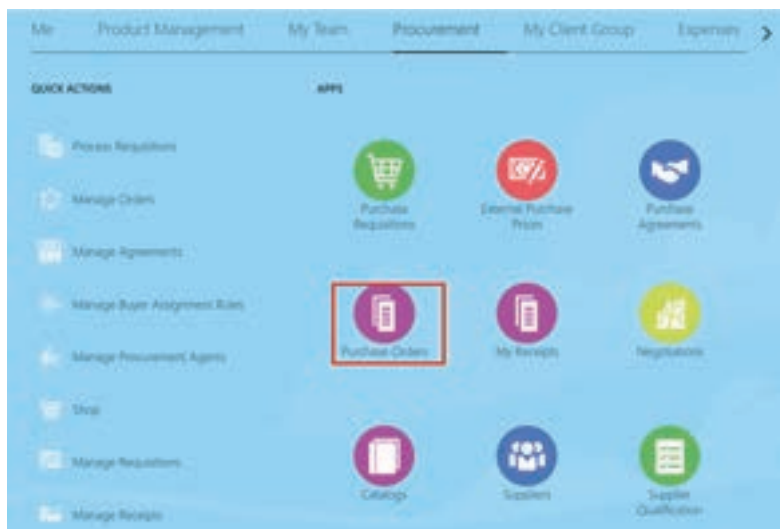 Me Product Management My Team Procurement My Client Group Expenses
QUICK ACTIONS
APPS
Process Requisitions
Manage Orders
Manage Agreements
Manage Buyer Assignment Rules
Manage Procurement Agents
Shop
Manage Requisitions
Manage Receipts
Purchase
Requisitions
External Purchase
Prices
Purchase
Agreements
Purchase Orders
My Receipts
Negotiations
Catalogs
Suppliers
Supplier
Qualification